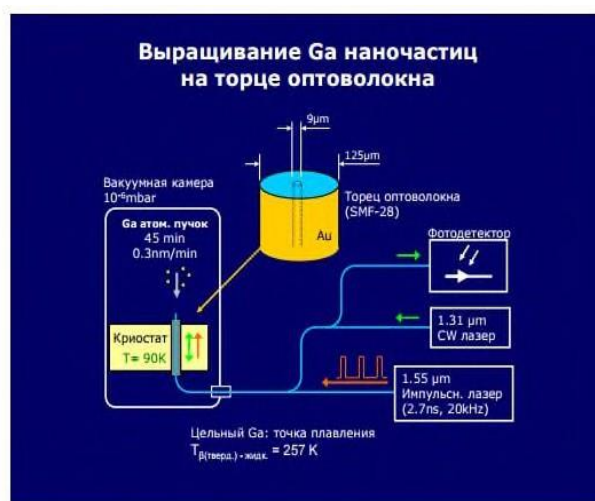 Выращивание Ga наночастиц
на торце оптоволокна
9μm
125μm
Вакуумная камера
10⁻⁶mbar
Ga атом. пучок
45 min
0.3nm/min
Торец оптоволокна
(SMF-28)
Au
Фотодетектор
Криостат
T= 90K
1.31 μm
CW лазер
1.55 μm
Импульсн. лазер
(2.7ns, 20kHz)
Цельный Ga: точка плавления
Tβ(тверд.) - жидк. = 257 K